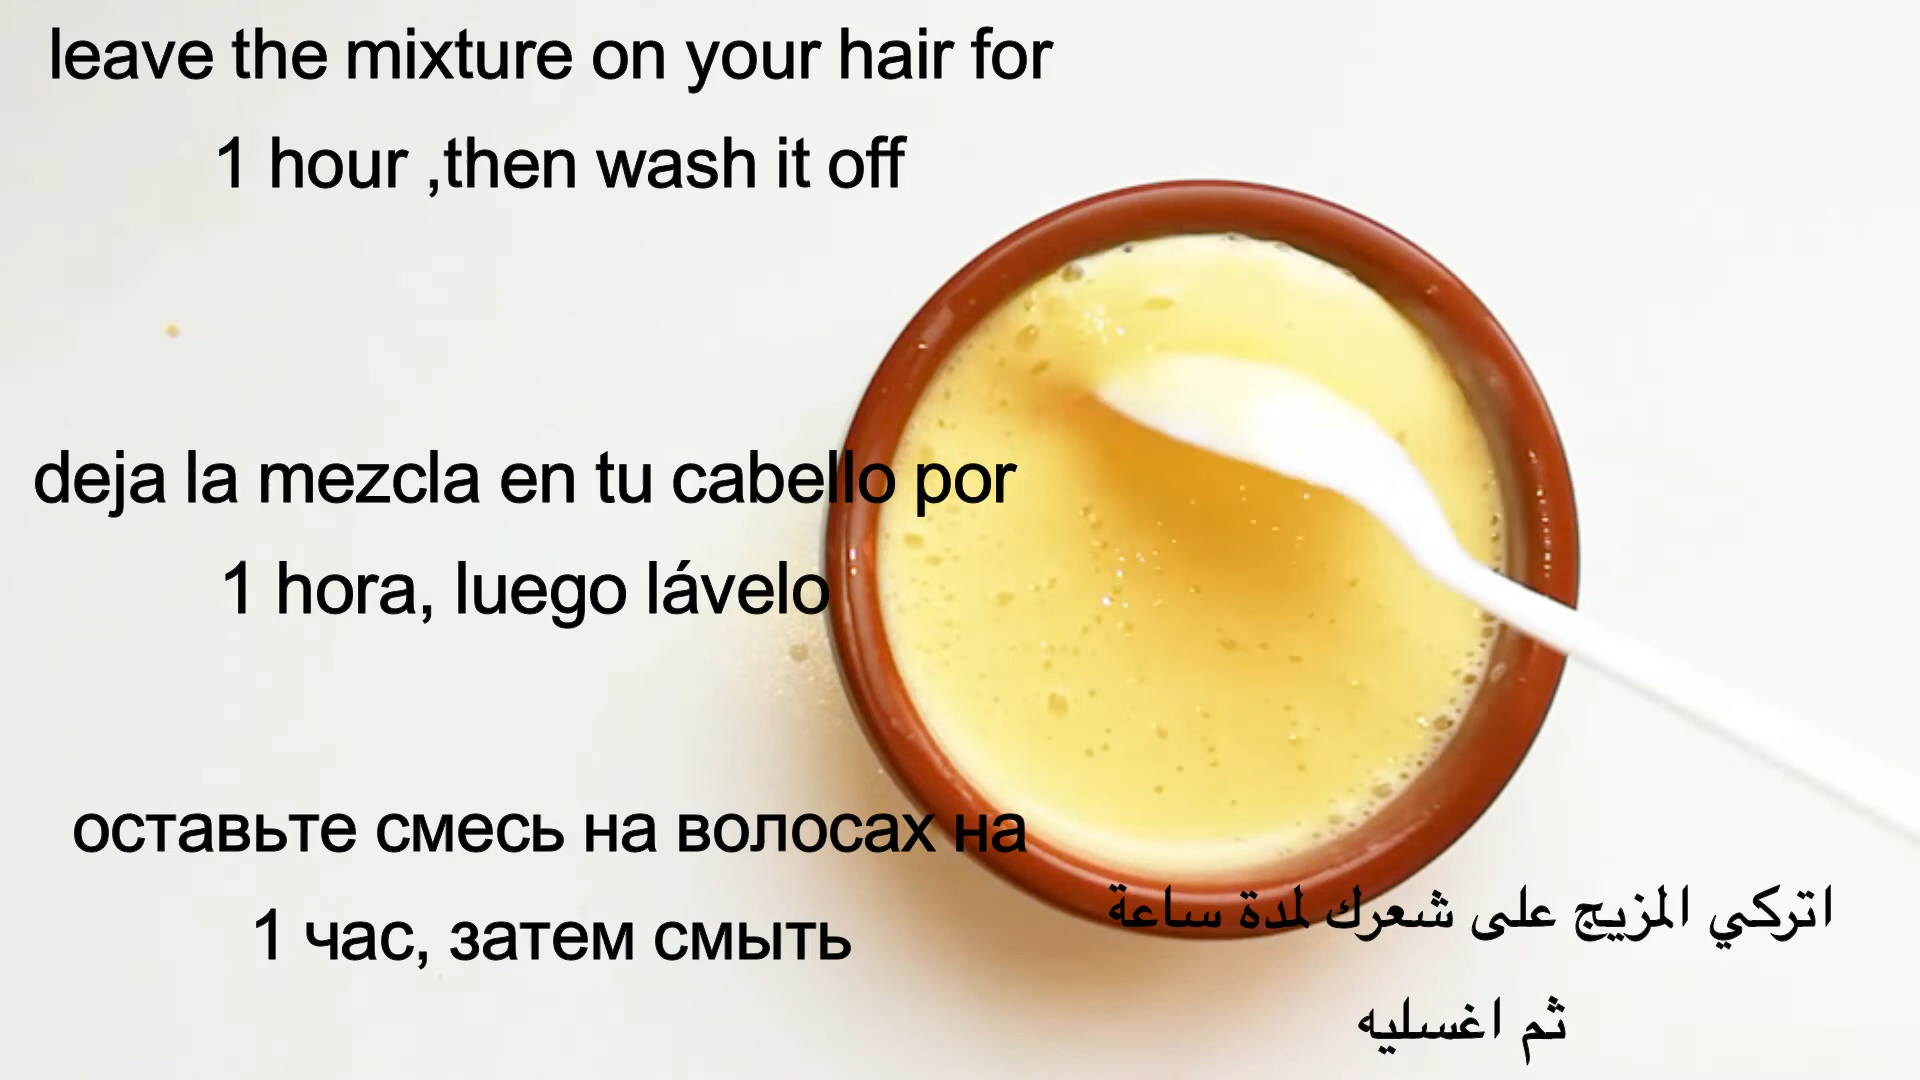 leave the mixture on your hair for
1 hour ,then wash it off
deja la mezcla en tu cabello por
1 hora, luego lávelo
оставьте смесь на волосах на
1 час, затем смыть
اتركي المزيج على شعرك لمدة ساعة
ثم اغسليه